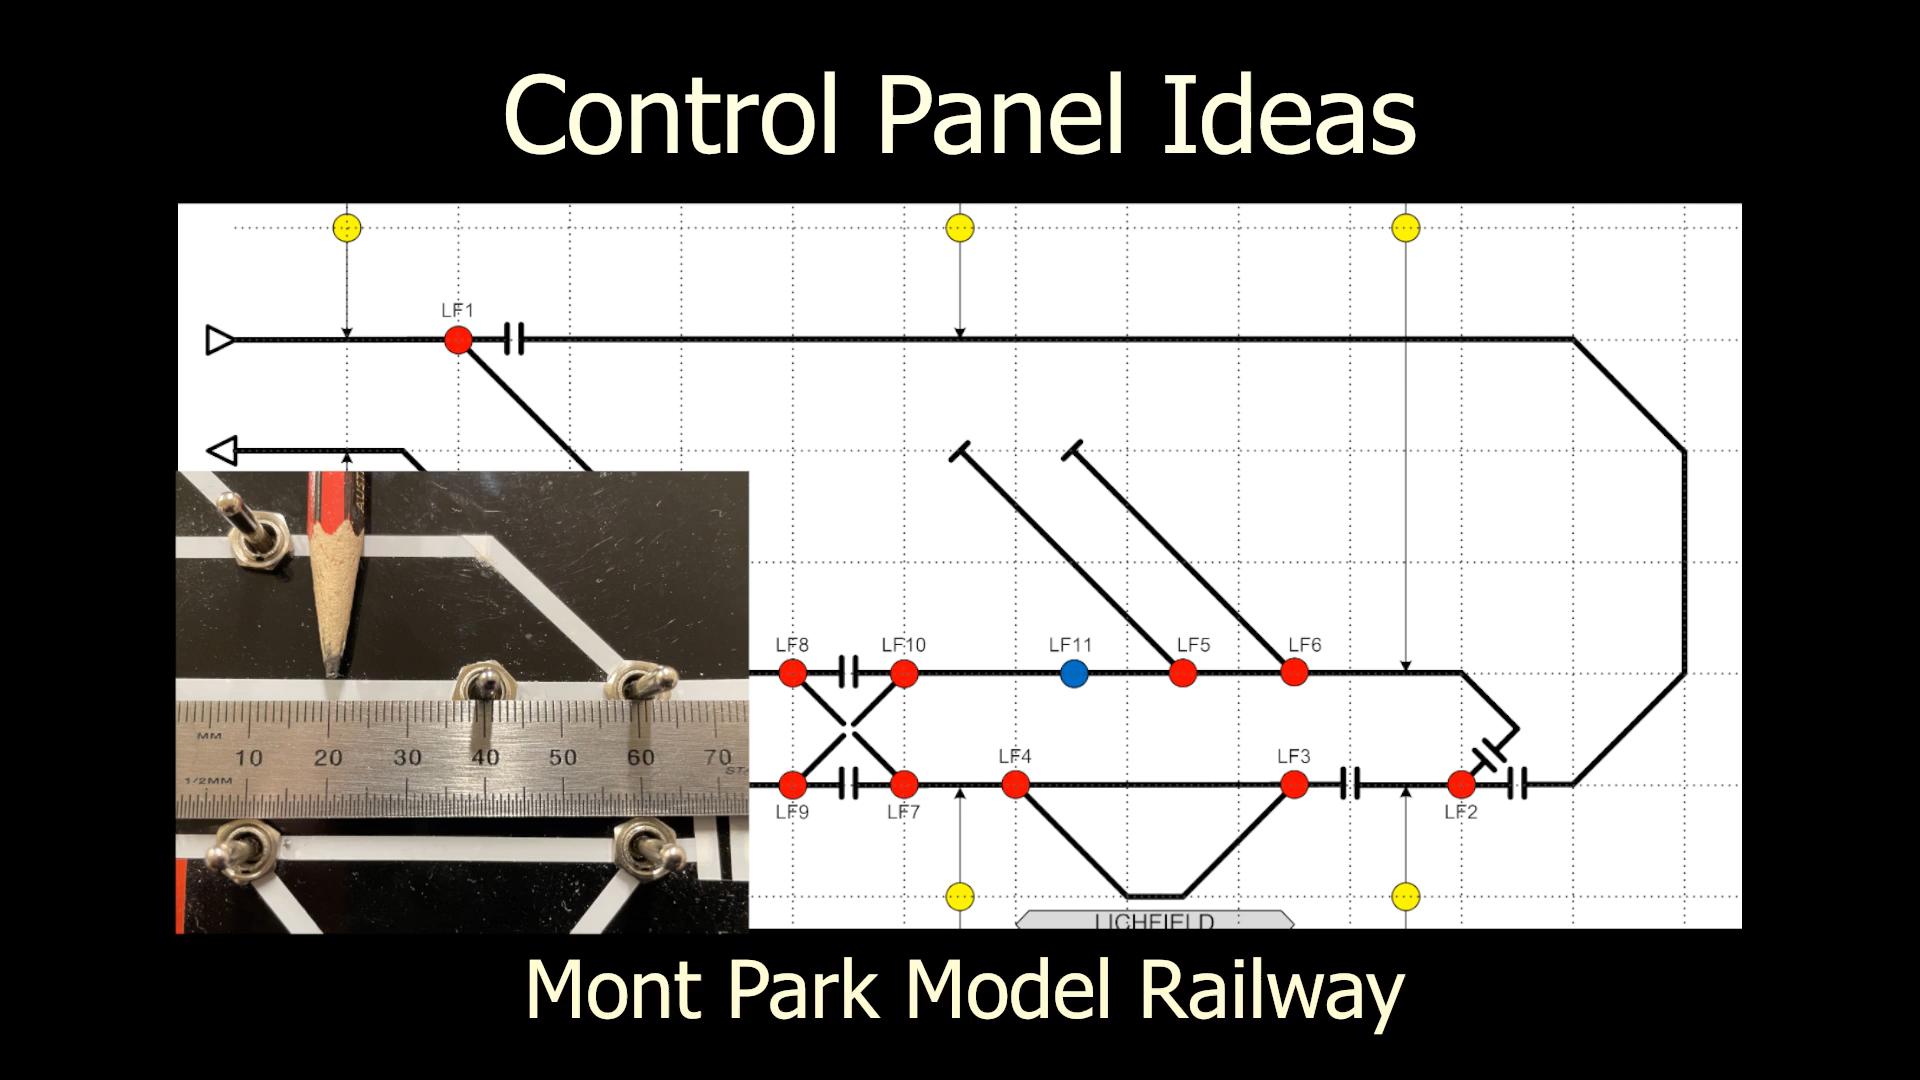 Control Panel Ideas
LF1
LF8
LF10
LF11
LF5
LF6
LF4
LF3
LF9
LF7
LF2
LICHFIELD
MM
10 20 30 40 50 60 70
1/2MM
Mont Park Model Railway